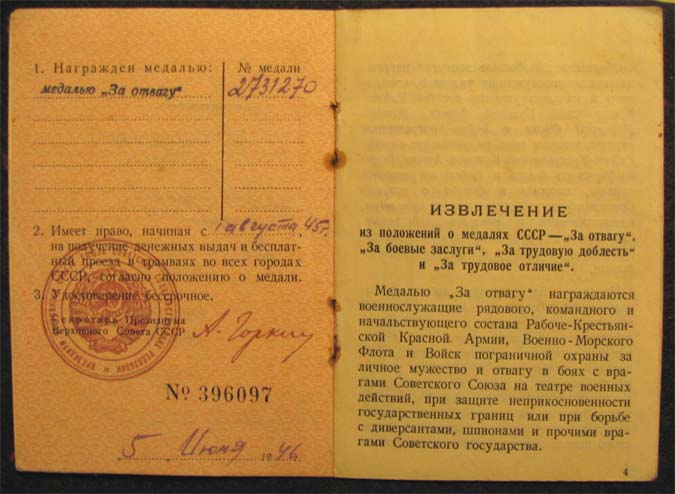 1. Награжден медалью: № медали
медалью „За отвагу“ 2731270
2. Имеет право, начиная с 1 августа 45 г.
на получение денежных выдач и бесплат-
ный проезд в трамваях во всех городах
СССР, согласно положению о медали.
3. Удостоверение бессрочное.
Секретарь Президиума
Верховного Совета СССР А. Горкин
№ 396097
5 Июня 1946
ИЗВЛЕЧЕНИЕ
из положений о медалях СССР—„За отвагу“,
„За боевые заслуги“, „За трудовую доблесть“
и „За трудовое отличие“.
Медалью „За отвагу“ награждаются
военнослужащие рядового, командного и
начальствующего состава Рабоче-Крестьян-
ской Красной Армии, Военно-Морского
Флота и Войск пограничной охраны за
личное мужество и отвагу в боях с вра-
гами Советского Союза на театре военных
действий, при защите неприкосновенности
государственных границ или при борьбе
с диверсантами, шпионами и прочими вра-
гами Советского государства.
4